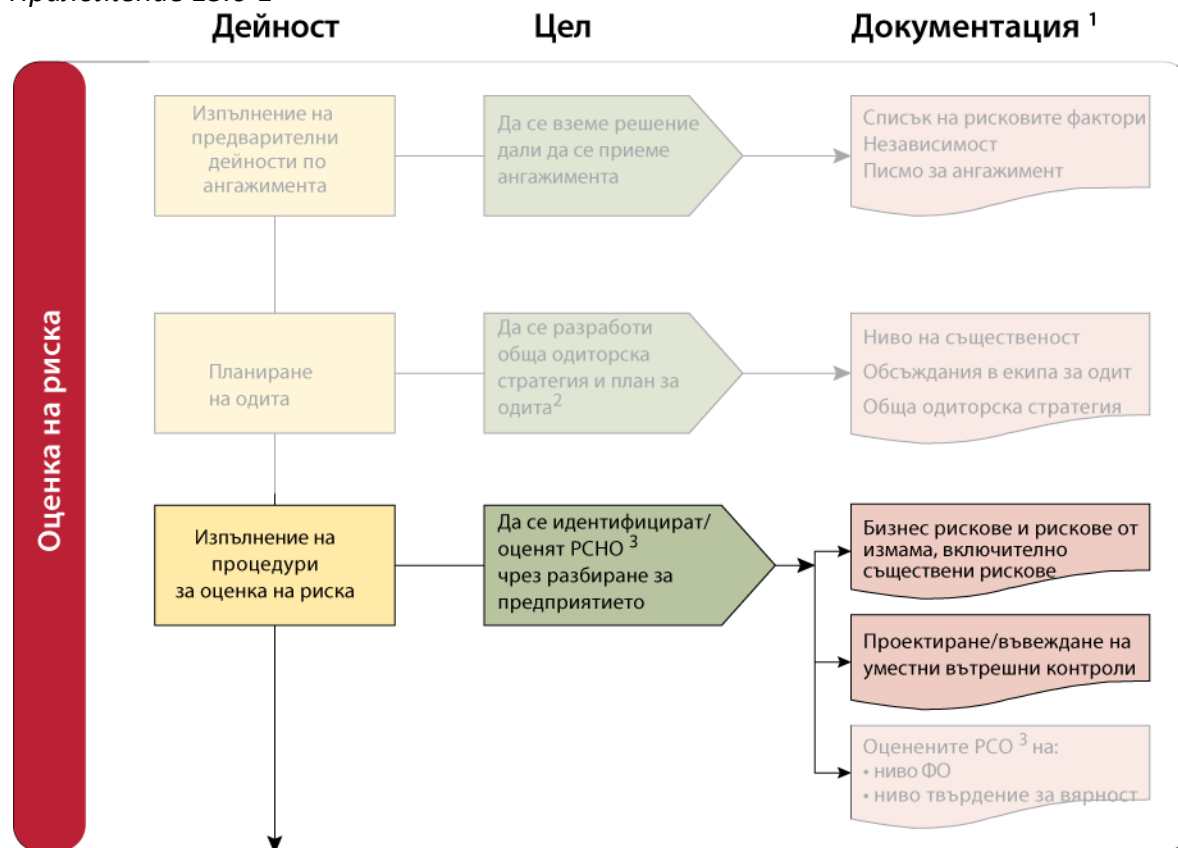 Дейност Цел Документация 1
Оценка на риска
Изпълнение на
предварителни
дейности по
ангажимента
Да се вземе решение
дали да се приеме
ангажимента
Списък на рисковите фактори
Независимост
Писмо за ангажимент
Планиране
на одита
Да се разработи
обща одиторска
стратегия и план за
одита2
Ниво на същественост
Обсъждания в екипа за одит
Обща одиторска стратегия
Изпълнение на
процедури
за оценка на риска
Да се идентифицират/
оценят РСНО 3
чрез разбиране за
предприятието
Бизнес рискове и рискове от
измама, включително
съществени рискове
Проектиране/въвеждане на
уместни вътрешни контроли
Оценените РСО 3 на:
• ниво ФО
• ниво твърдение за вярност